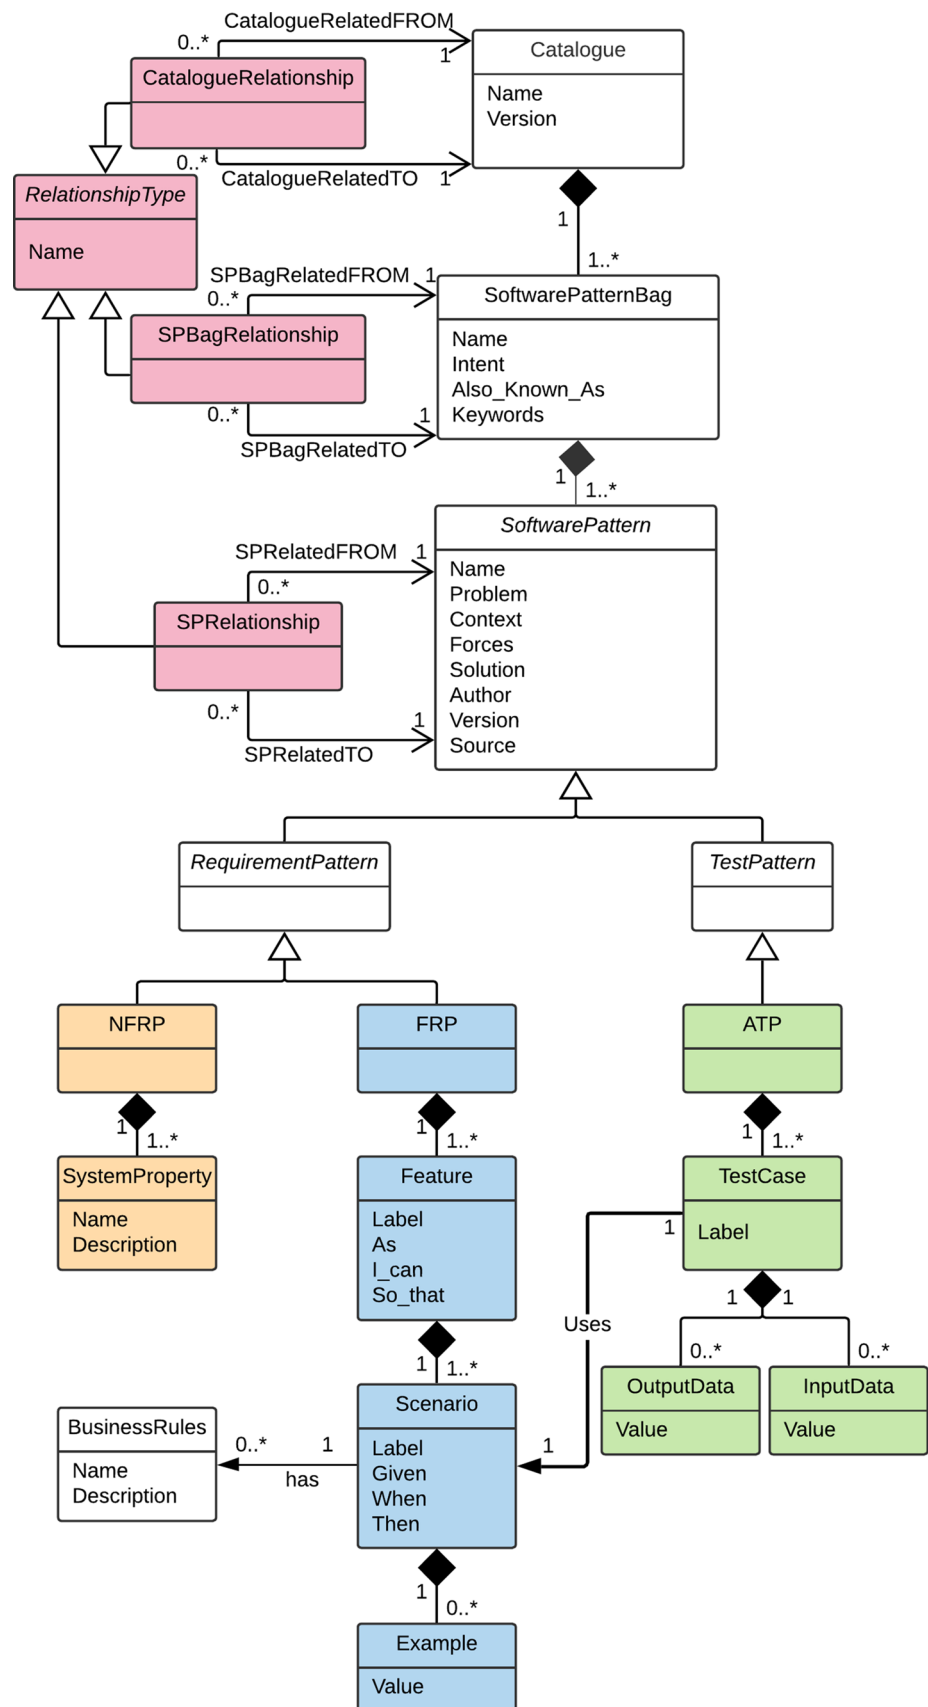 CatalogueRelatedFROM
0..*
1
Catalogue
Name
Version
CatalogueRelationship
0..*
CatalogueRelatedTO
1
RelationshipType
Name
1
1..*
SPBagRelatedFROM
1
0..*
SoftwarePatternBag
Name
Intent
Also_Known_As
Keywords
SPBagRelationship
0..*
1
SPBagRelatedTO
1
1..*
SoftwarePattern
Name
Problem
Context
Forces
Solution
Author
Version
Source
SPRelatedFROM
1
0..*
SPRelationship
0..*
1
SPRelatedTO
RequirementPattern
TestPattern
NFRP
FRP
ATP
1
1..*
1
1..*
1
1..*
SystemProperty
Name
Description
Feature
Label
As
I_can
So_that
TestCase
Label
1
Uses
1
1
1
1..*
0..*
0..*
OutputData
Value
InputData
Value
Scenario
Label
Given
When
Then
BusinessRules
Name
Description
0..*
1
has
1
1
0..*
Example
Value